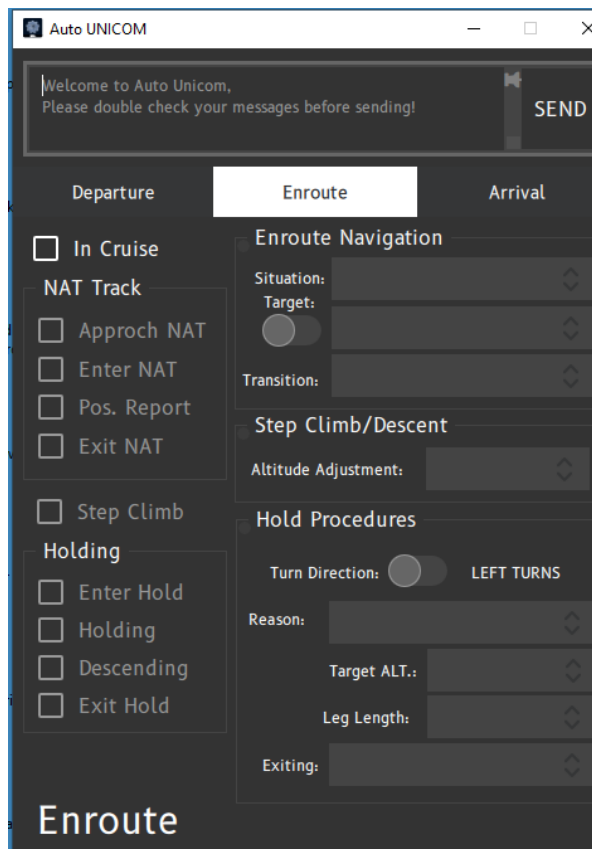 Auto UNICOM
Welcome to Auto Unicom,
Please double check your messages before sending!
SEND
Departure
Enroute
Arrival
In Cruise
NAT Track
Approch NAT
Enter NAT
Pos. Report
Exit NAT
Step Climb
Holding
Enter Hold
Holding
Descending
Exit Hold
Enroute Navigation
Situation:
Target:
Transition:
Step Climb/Descent
Altitude Adjustment:
Hold Procedures
Turn Direction: LEFT TURNS
Reason:
Target ALT.:
Leg Length:
Exiting:
Enroute